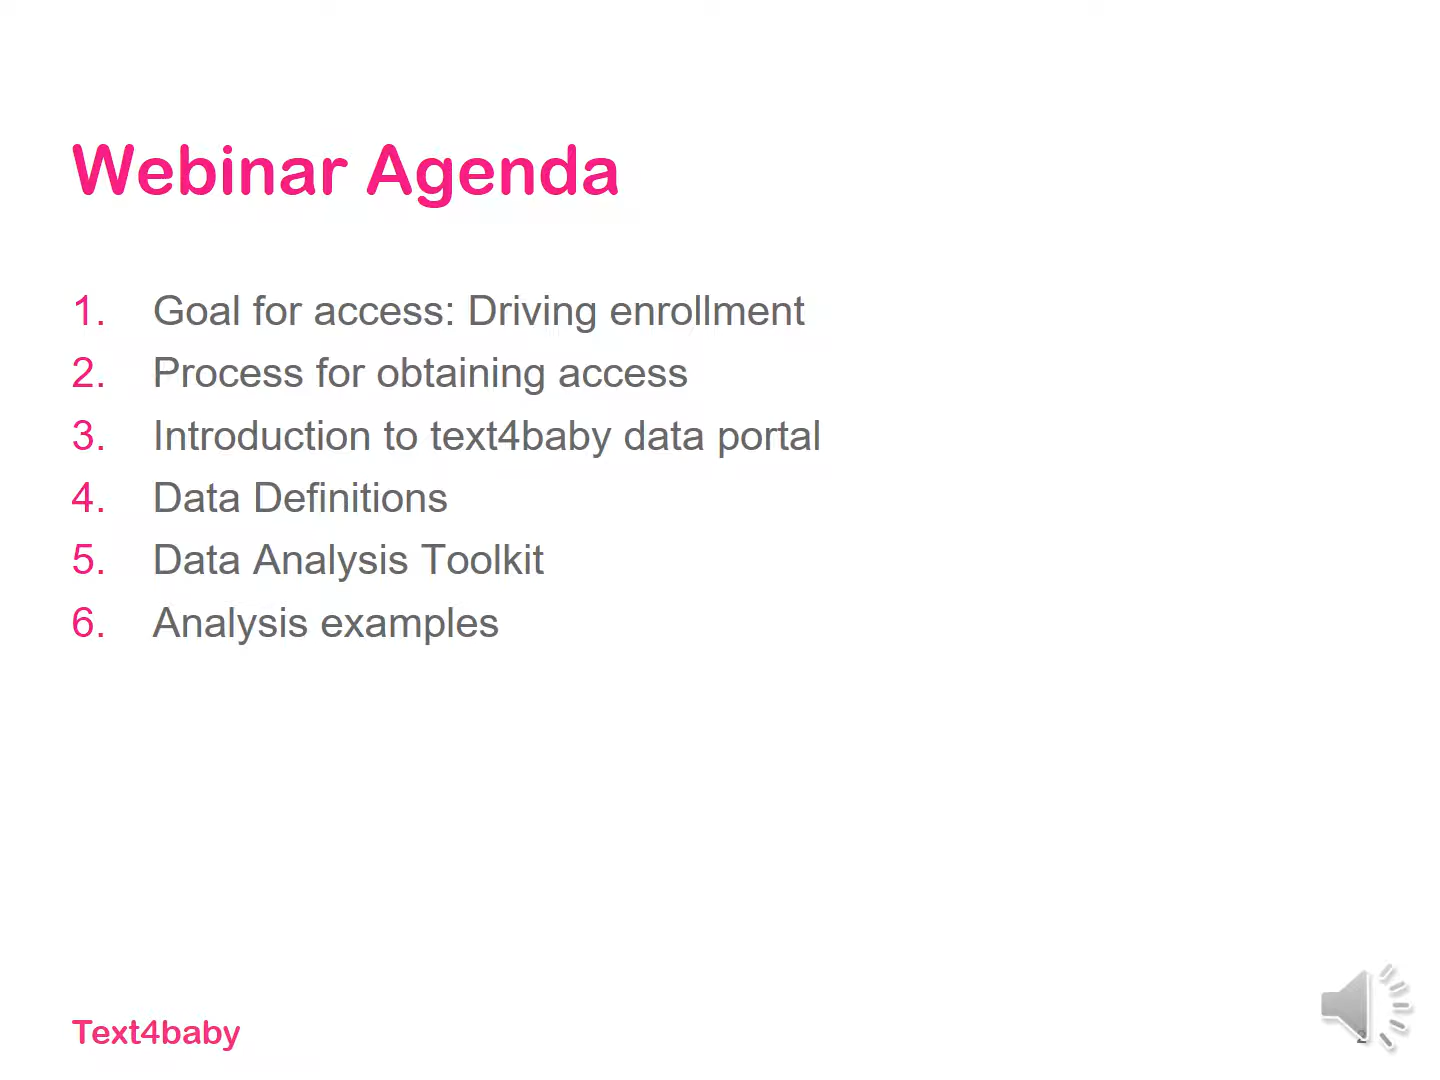 Webinar Agenda
1. Goal for access: Driving enrollment
2. Process for obtaining access
3. Introduction to text4baby data portal
4. Data Definitions
5. Data Analysis Toolkit
6. Analysis examples
Text4baby
2